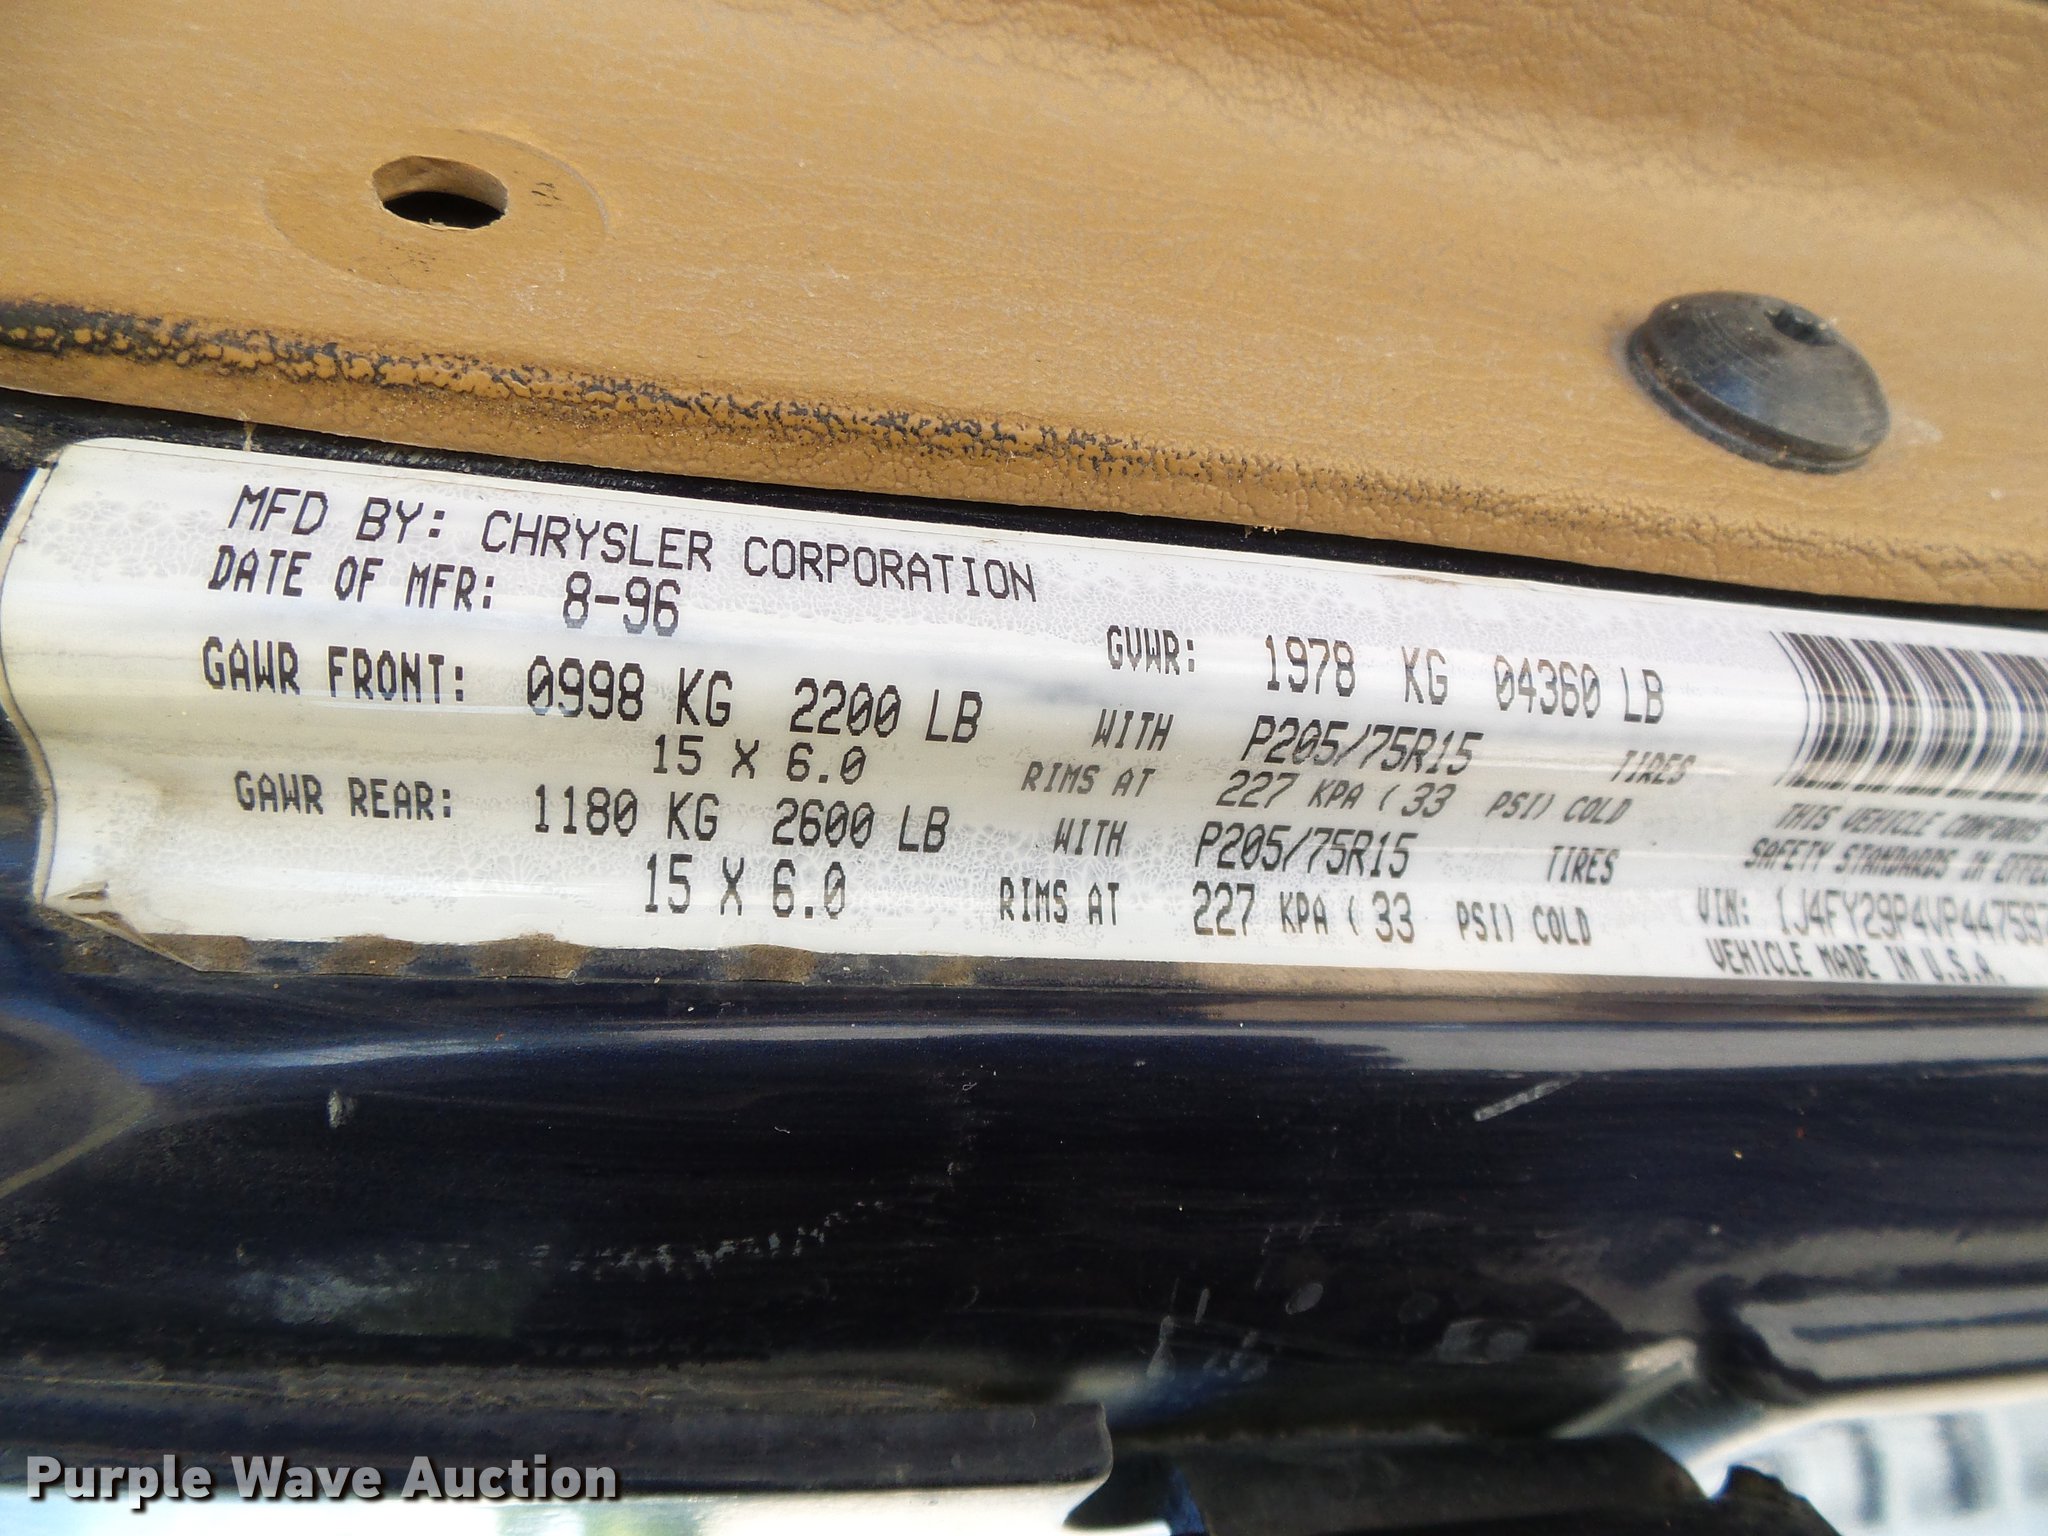 MFD BY: CHRYSLER CORPORATION
DATE OF MFR: 8-96
GVWR: 1978 KG 04360 LB
GAWR FRONT: 0998 KG 2200 LB WITH P205/75R15 TIRES
15 X 6.0 RIMS AT 227 KPA ( 33 PSI) COLD
GAWR REAR: 1180 KG 2600 LB WITH P205/75R15 TIRES
15 X 6.0 RIMS AT 227 KPA ( 33 PSI) COLD
THIS VEHICLE CONFORMS
SAFETY STANDARDS IN
VIN: 1J4FY29P4VP447597
VEHICLE MADE IN U.S.A.
Purple Wave Auction